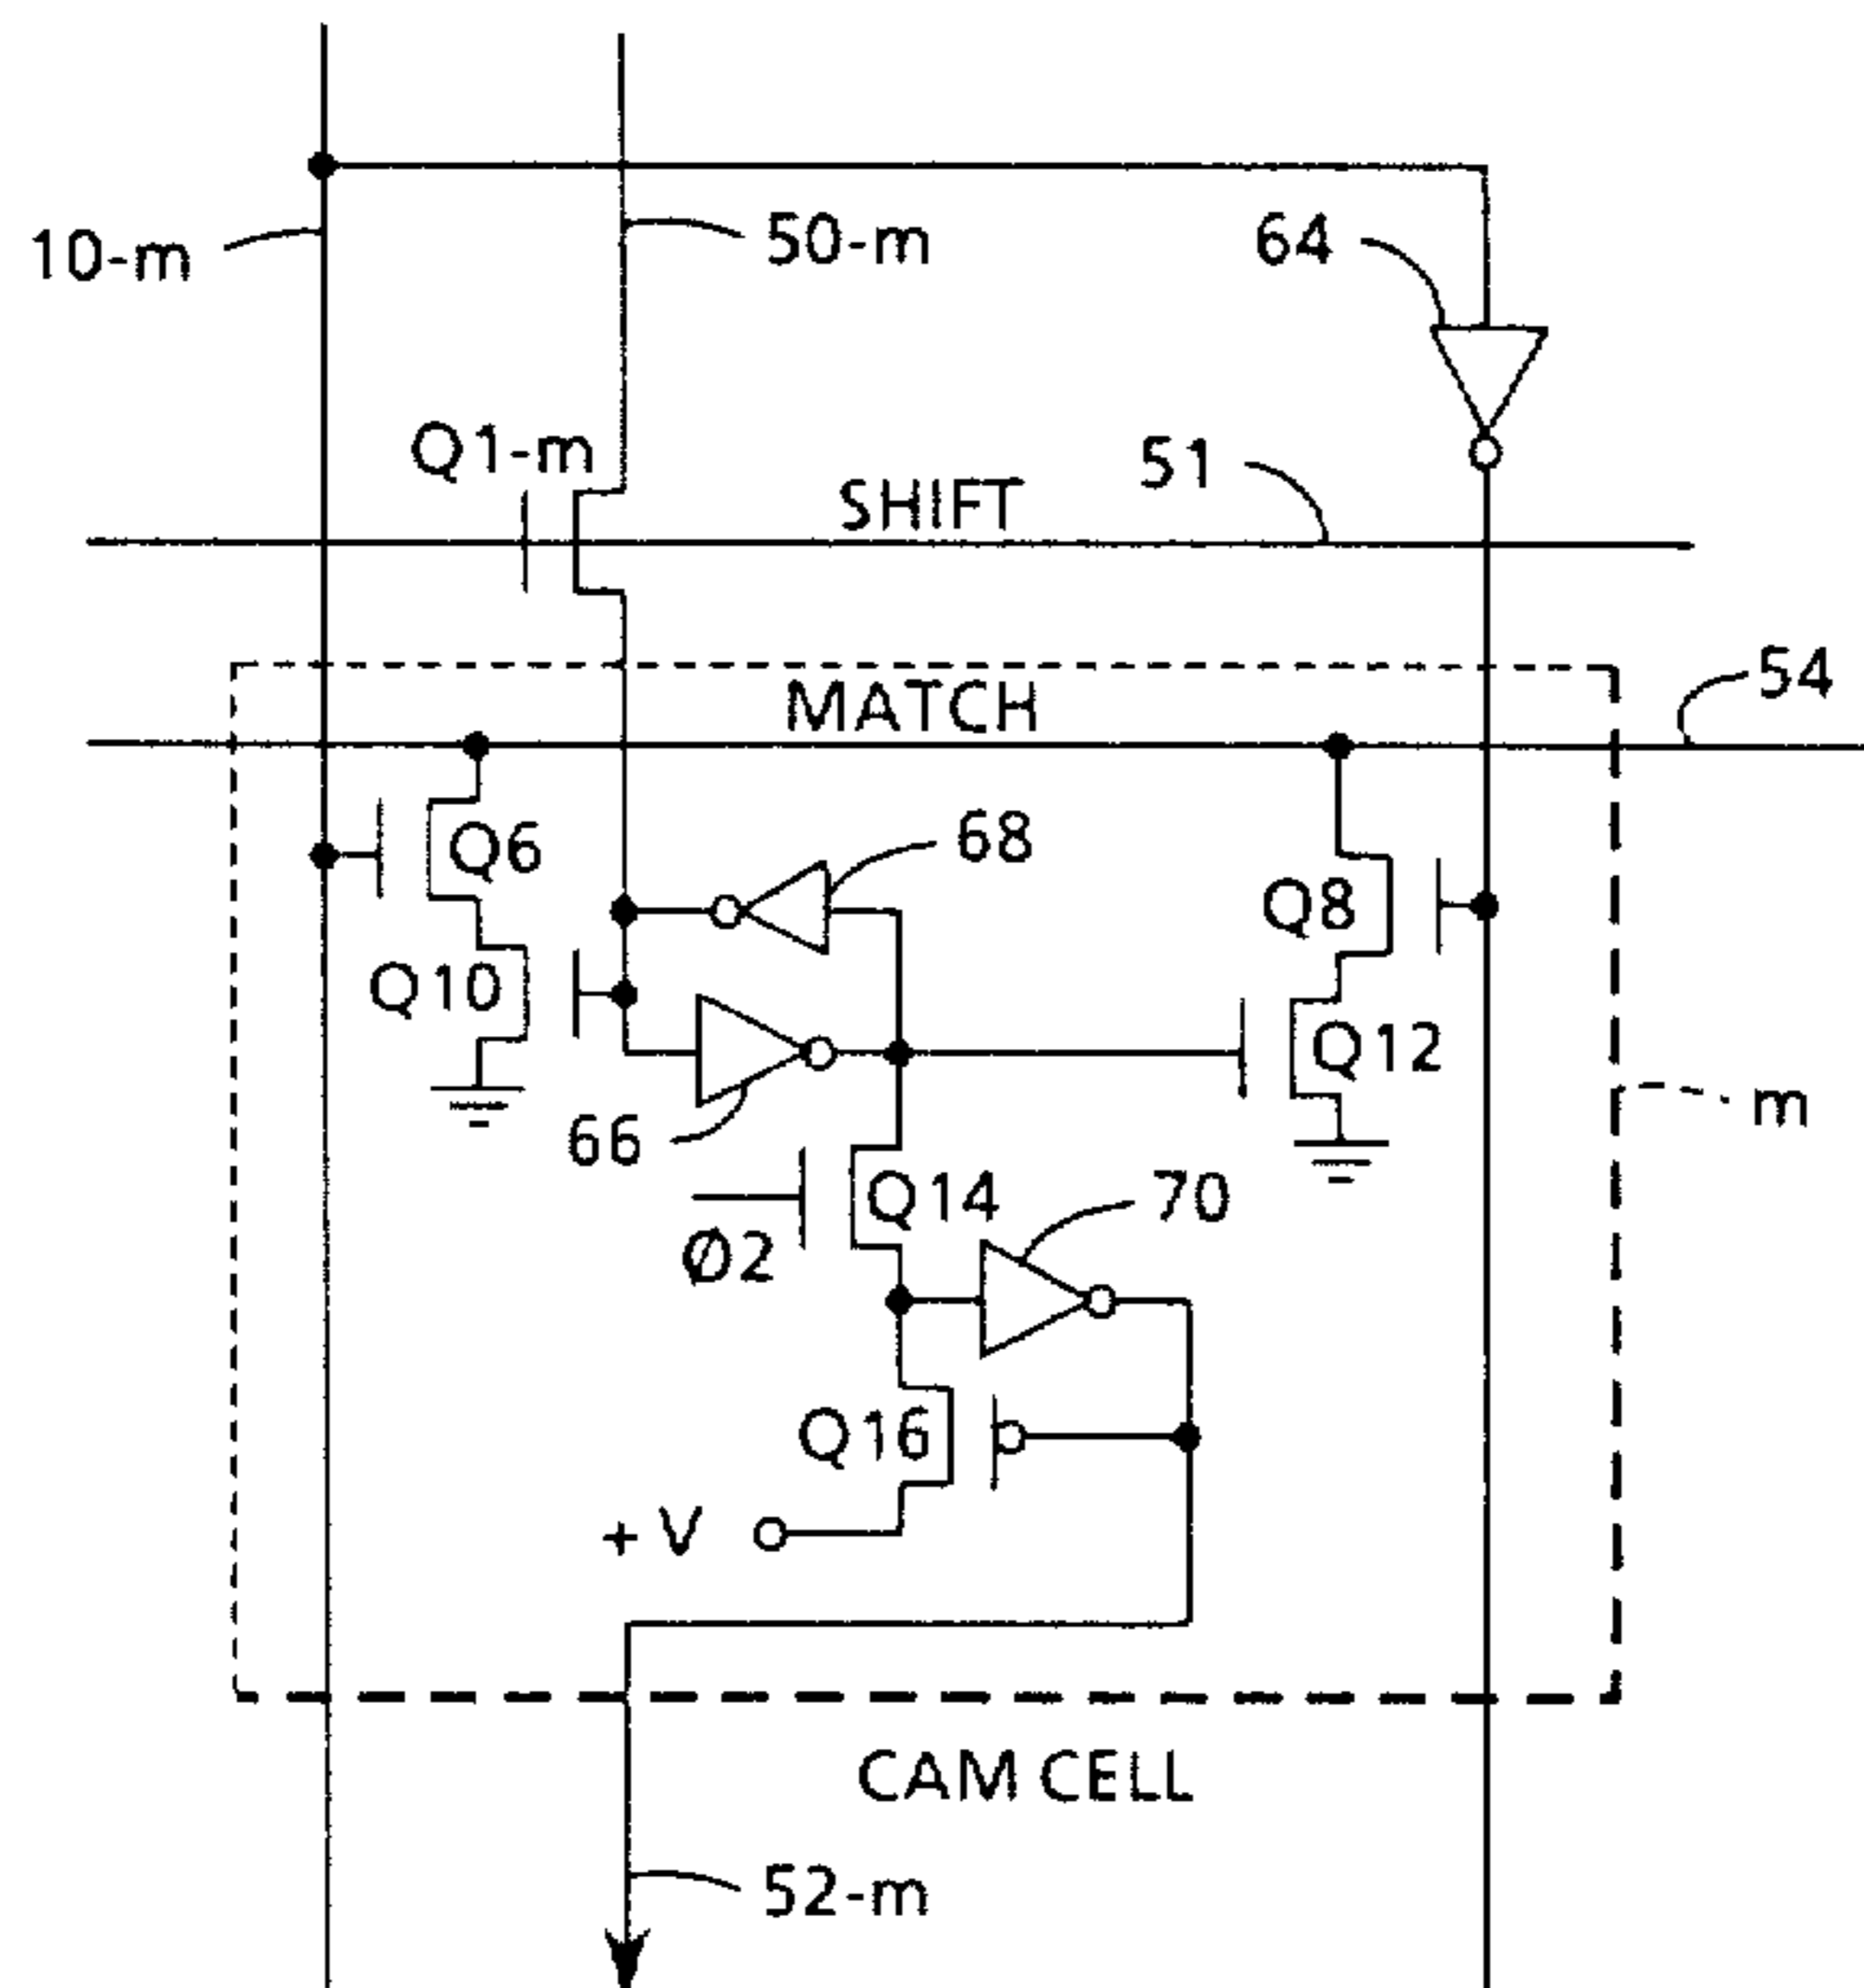 10-m
50-m
64
Q1-m
SHIFT
51
MATCH
54
Q6
68
Q8
Q10
Q12
66
m
Q14
70
Ø2
Q16
+ V
CAM CELL
52-m